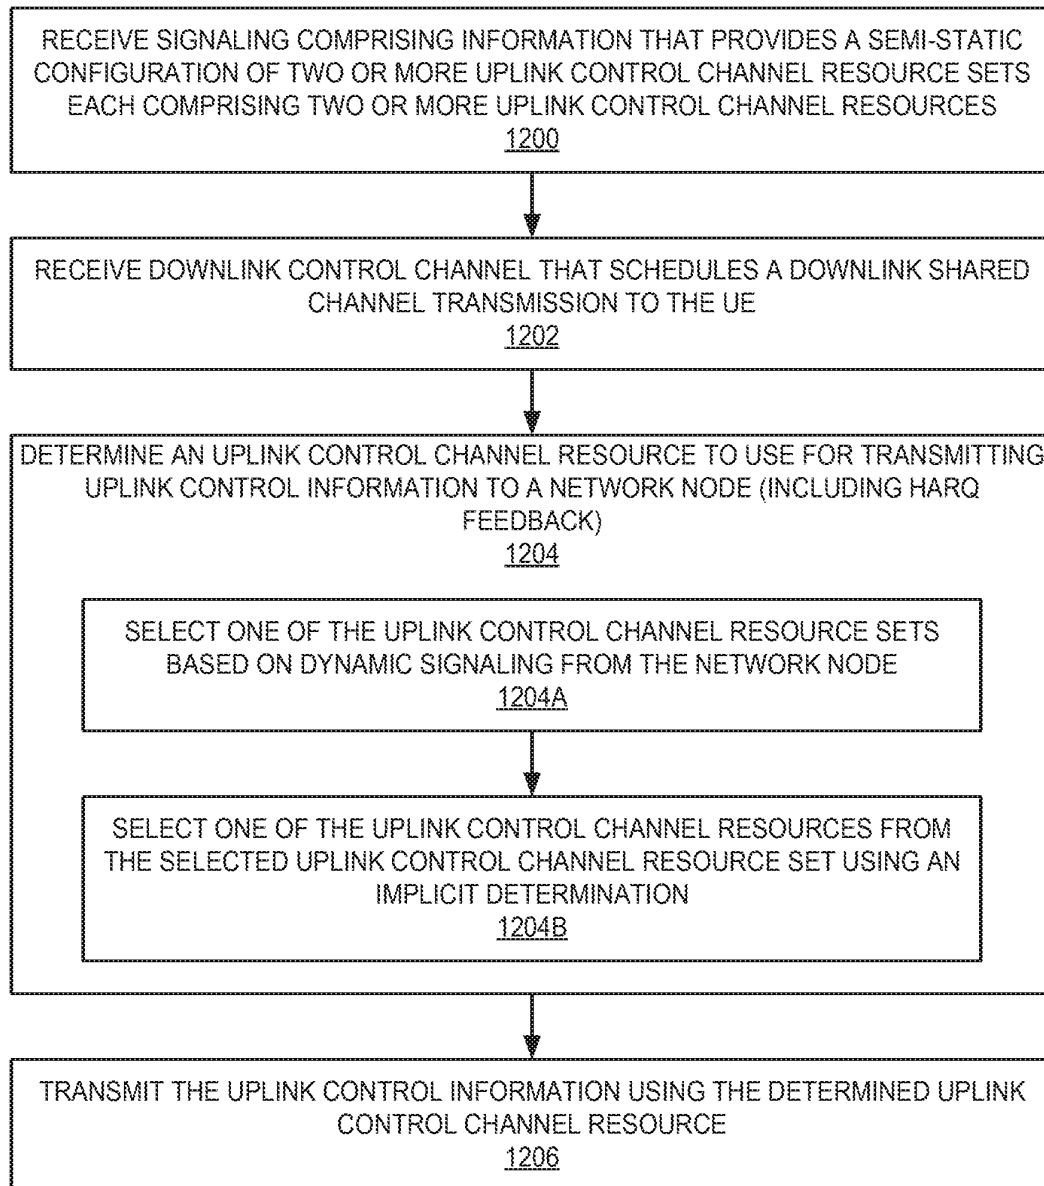 RECEIVE SIGNALING COMPRISING INFORMATION THAT PROVIDES A SEMI-STATIC
CONFIGURATION OF TWO OR MORE UPLINK CONTROL CHANNEL RESOURCE SETS
EACH COMPRISING TWO OR MORE UPLINK CONTROL CHANNEL RESOURCES
1200
RECEIVE DOWNLINK CONTROL CHANNEL THAT SCHEDULES A DOWNLINK SHARED
CHANNEL TRANSMISSION TO THE UE
1202
DETERMINE AN UPLINK CONTROL CHANNEL RESOURCE TO USE FOR TRANSMITTING
UPLINK CONTROL INFORMATION TO A NETWORK NODE (INCLUDING HARQ
FEEDBACK)
1204
SELECT ONE OF THE UPLINK CONTROL CHANNEL RESOURCE SETS
BASED ON DYNAMIC SIGNALING FROM THE NETWORK NODE
1204A
SELECT ONE OF THE UPLINK CONTROL CHANNEL RESOURCES FROM
THE SELECTED UPLINK CONTROL CHANNEL RESOURCE SET USING AN
IMPLICIT DETERMINATION
1204B
TRANSMIT THE UPLINK CONTROL INFORMATION USING THE DETERMINED UPLINK
CONTROL CHANNEL RESOURCE
1206